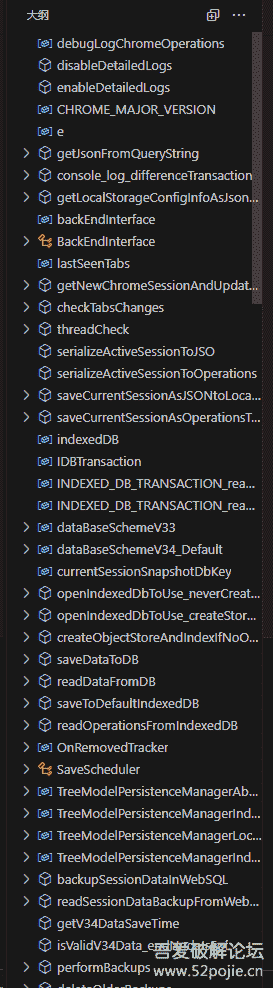 大纲
debugLogChromeOperations
disableDetailedLogs
enableDetailedLogs
CHROME_MAJOR_VERSION
e
getJsonFromQueryString
console_log_differenceTransaction
getLocalStorageConfigInfoAsJson...
backEndInterface
BackEndInterface
lastSeenTabs
getNewChromeSessionAndUpdat...
checkTabsChanges
threadCheck
serializeActiveSessionToJSO
serializeActiveSessionToOperations
saveCurrentSessionAsJSONtoLoca...
saveCurrentSessionAsOperationsT...
indexedDB
IDBTransaction
INDEXED_DB_TRANSACTION_rea...
INDEXED_DB_TRANSACTION_rea...
dataBaseSchemeV33
dataBaseSchemeV34_Default
currentSessionSnapshotDbKey
openIndexedDbToUse_neverCreat...
openIndexedDbToUse_createStor...
createObjectStoreAndIndexIfNoO...
saveDataToDB
readDataFromDB
saveToDefaultIndexedDB
readOperationsFromIndexedDB
OnRemovedTracker
SaveScheduler
TreeModelPersistenceManagerAb...
TreeModelPersistenceManagerInd...
TreeModelPersistenceManagerLoc...
TreeModelPersistenceManagerInd...
backupSessionDataInWebSQL
readSessionDataBackupFromWeb...
getV34DataSaveTime
isValidV34Data_
performBackups
吾爱破解论坛
www.52pojie.cn